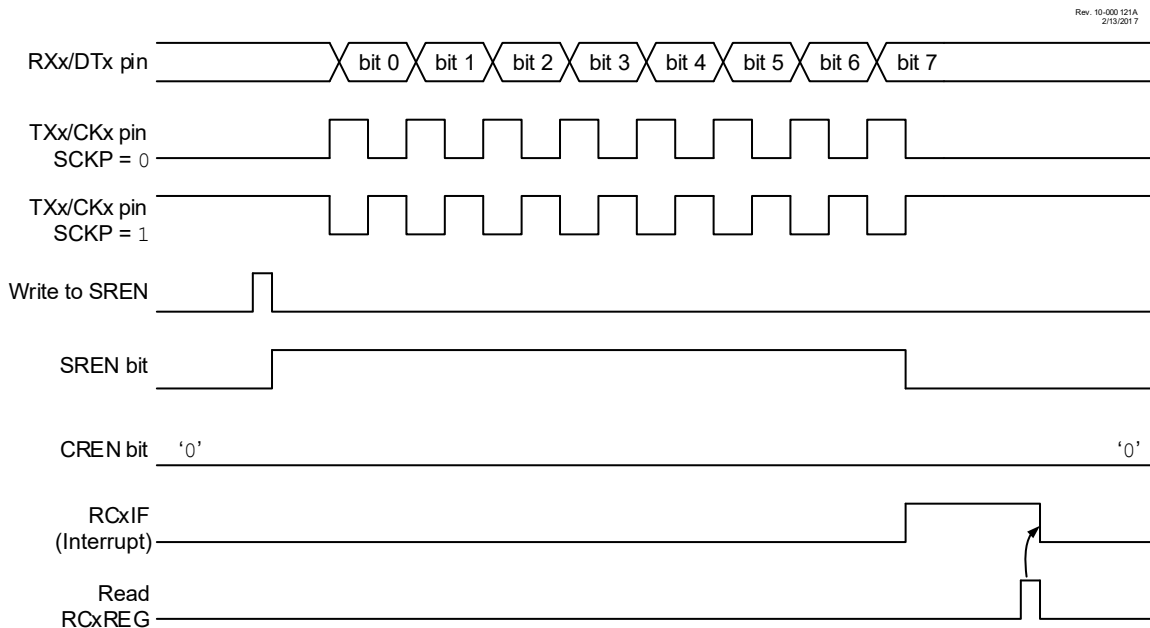 Rev. 10-000 121A
2/13/2017
RXx/DTx pin
bit 0 bit 1 bit 2 bit 3 bit 4 bit 5 bit 6 bit 7
TXx/CKx pin
SCKP = 0
TXx/CKx pin
SCKP = 1
Write to SREN
SREN bit
CREN bit ‘0’ ‘0’
RCxIF
(Interrupt)
Read
RCxREG